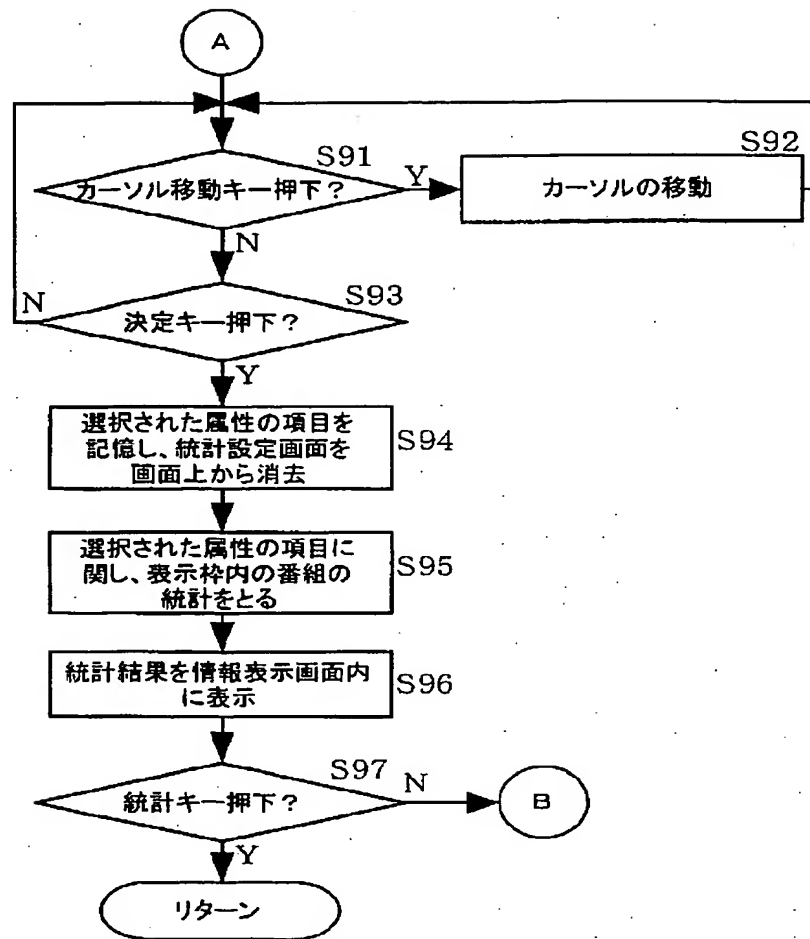 A
S91
カーソル移動キー押下？
Y
S92
カーソルの移動
N
S93
決定キー押下？
N
Y
選択された属性の項目を
記憶し、統計設定画面を
画面上から消去
S94
選択された属性の項目に
関し、表示枠内の番組の
統計をとる
S95
統計結果を情報表示画面内
に表示
S96
S97
統計キー押下？
N
B
Y
リターン